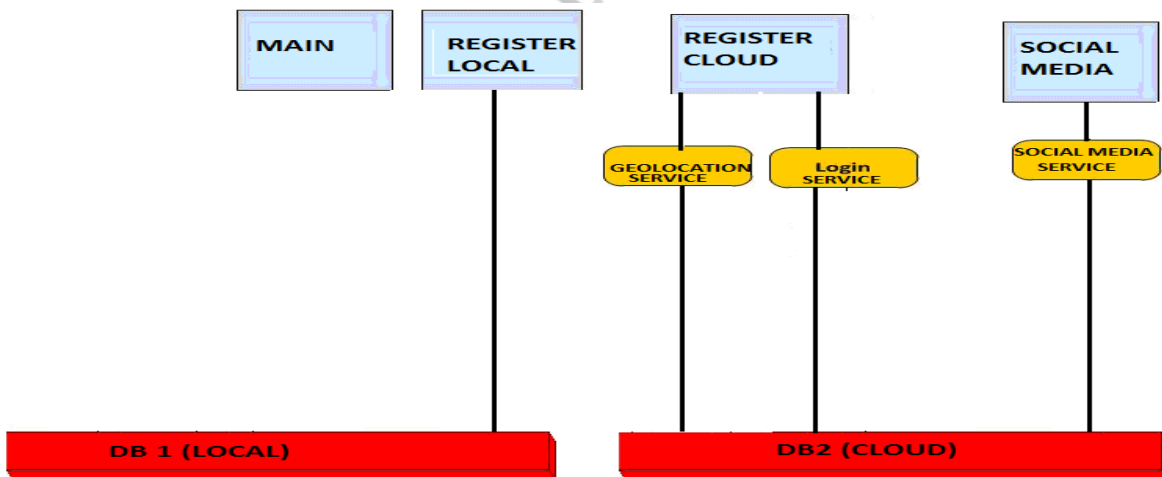 MAIN
REGISTER
LOCAL
REGISTER
CLOUD
SOCIAL
MEDIA
GEOLOCATION
SERVICE
Login
SERVICE
SOCIAL MEDIA
SERVICE
DB 1 (LOCAL)
DB2 (CLOUD)